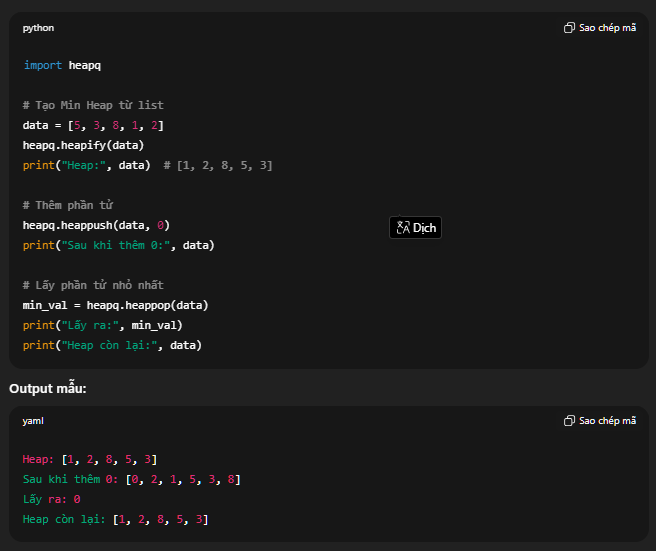 python
Sao chép mã
import heapq
# Tạo Min Heap từ list
data = [5, 3, 8, 1, 2]
heapq.heapify(data)
print("Heap:", data)  # [1, 2, 8, 5, 3]
# Thêm phần tử
heapq.heappush(data, 0)
print("Sau khi thêm 0:", data)
Dịch
# Lấy phần tử nhỏ nhất
min_val = heapq.heappop(data)
print("Lấy ra:", min_val)
print("Heap còn lại:", data)
Output mẫu:
yaml
Sao chép mã
Heap: [1, 2, 8, 5, 3]
Sau khi thêm 0: [0, 2, 1, 5, 3, 8]
Lấy ra: 0
Heap còn lại: [1, 2, 8, 5, 3]